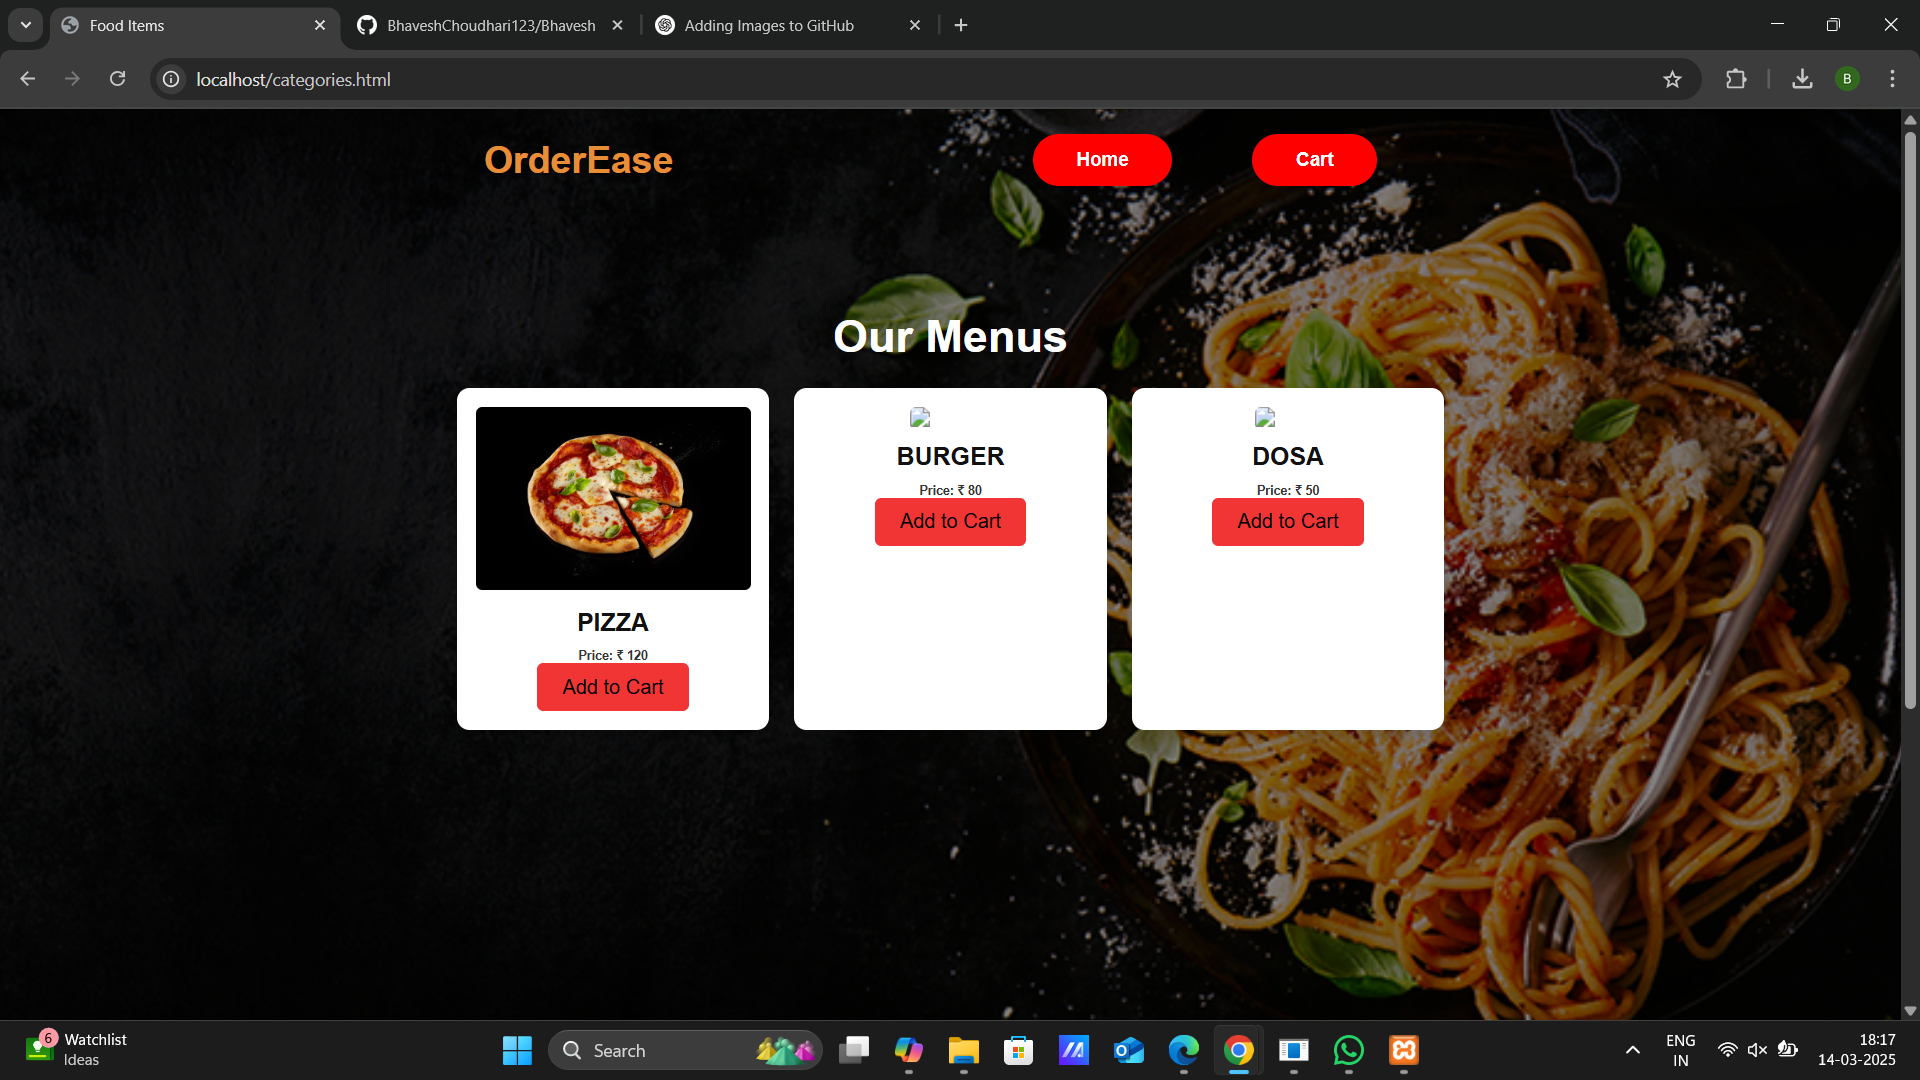 Food Items
BhaveshChoudhari123/Bhavesh
Adding Images to GitHub
localhost/categories.html
B
OrderEase
Home
Cart
Our Menus
PIZZA
Price: ₹ 120
Add to Cart
BURGER
Price: ₹ 80
Add to Cart
DOSA
Price: ₹ 50
Add to Cart
6
Watchlist
Ideas
Search
ENG
IN
18:17
14-03-2025